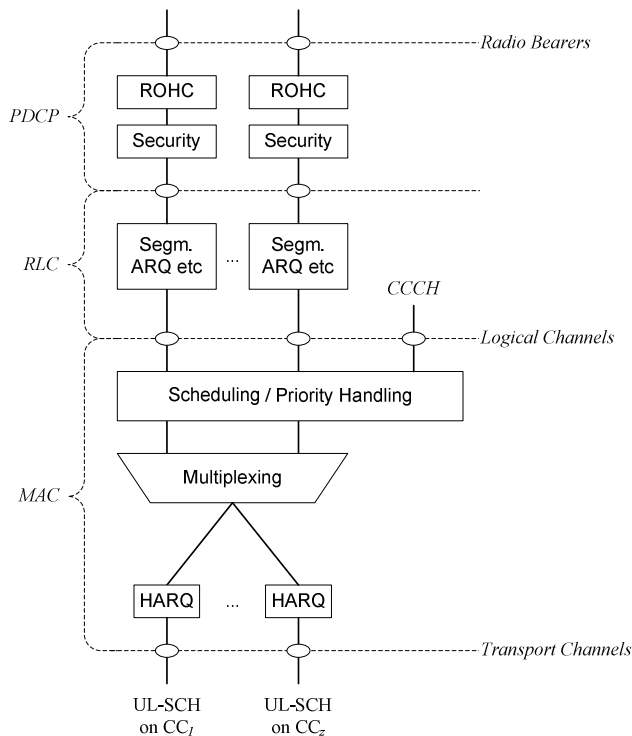 Radio Bearers
ROHC
ROHC
PDCP
Security
Security
Segm.
ARQ etc
...
Segm.
ARQ etc
RLC
CCCH
Logical Channels
Scheduling / Priority Handling
Multiplexing
MAC
HARQ
...
HARQ
Transport Channels
UL-SCH
on CC1
UL-SCH
on CCz